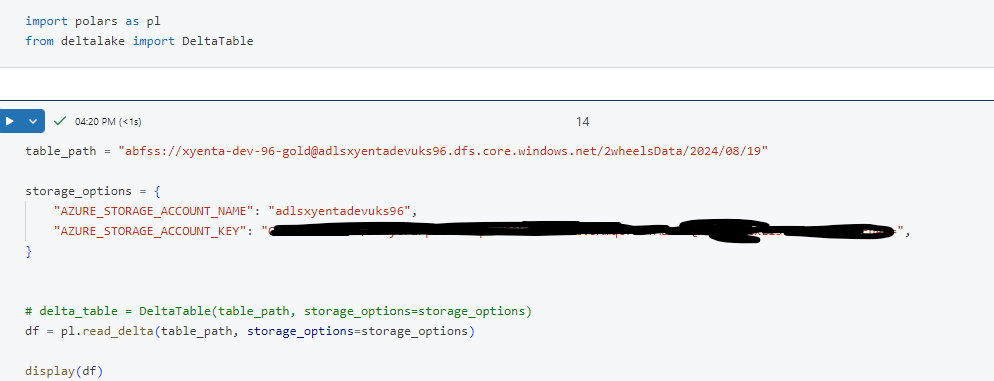 import polars as pl
from deltalake import DeltaTable
04:20 PM (<1s)
14
table_path = "abfss://xyenta-dev-96-gold@adlsxyentadevuks96.dfs.core.windows.net/2wheelsData/2024/08/19"
storage_options = {
"AZURE_STORAGE_ACCOUNT_NAME": "adlsxyentadevuks96",
"AZURE_STORAGE_ACCOUNT_KEY": "",
}
# delta_table = DeltaTable(table_path, storage_options=storage_options)
df = pl.read_delta(table_path, storage_options=storage_options)
display(df)